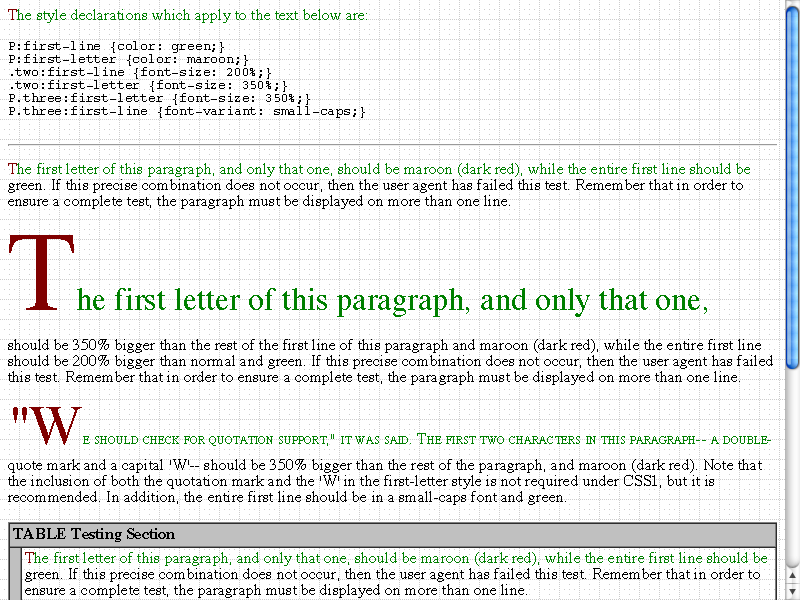 The style declarations which apply to the text below are:
P:first-line {color: green;}
P:first-letter {color: maroon;}
.two:first-line {font-size: 200%;}
.two:first-letter {font-size: 350%;}
P.three:first-letter {font-size: 350%;}
P.three:first-line {font-variant: small-caps;}
The first letter of this paragraph, and only that one, should be maroon (dark red), while the entire first line should be
green. If this precise combination does not occur, then the user agent has failed this test. Remember that in order to
ensure a complete test, the paragraph must be displayed on more than one line.
The first letter of this paragraph, and only that one,
should be 350% bigger than the rest of the first line of this paragraph and maroon (dark red), while the entire first line
should be 200% bigger than normal and green. If this precise combination does not occur, then the user agent has failed
this test. Remember that in order to ensure a complete test, the paragraph must be displayed on more than one line.
"We should check for quotation support," it was said. The first two characters in this paragraph-- a double-
quote mark and a capital 'W'-- should be 350% bigger than the rest of the paragraph, and maroon (dark red). Note that
the inclusion of both the quotation mark and the 'W' in the first-letter style is not required under CSS1, but it is
recommended. In addition, the entire first line should be in a small-caps font and green.
TABLE Testing Section
The first letter of this paragraph, and only that one, should be maroon (dark red), while the entire first line should be
green. If this precise combination does not occur, then the user agent has failed this test. Remember that in order to
ensure a complete test, the paragraph must be displayed on more than one line.